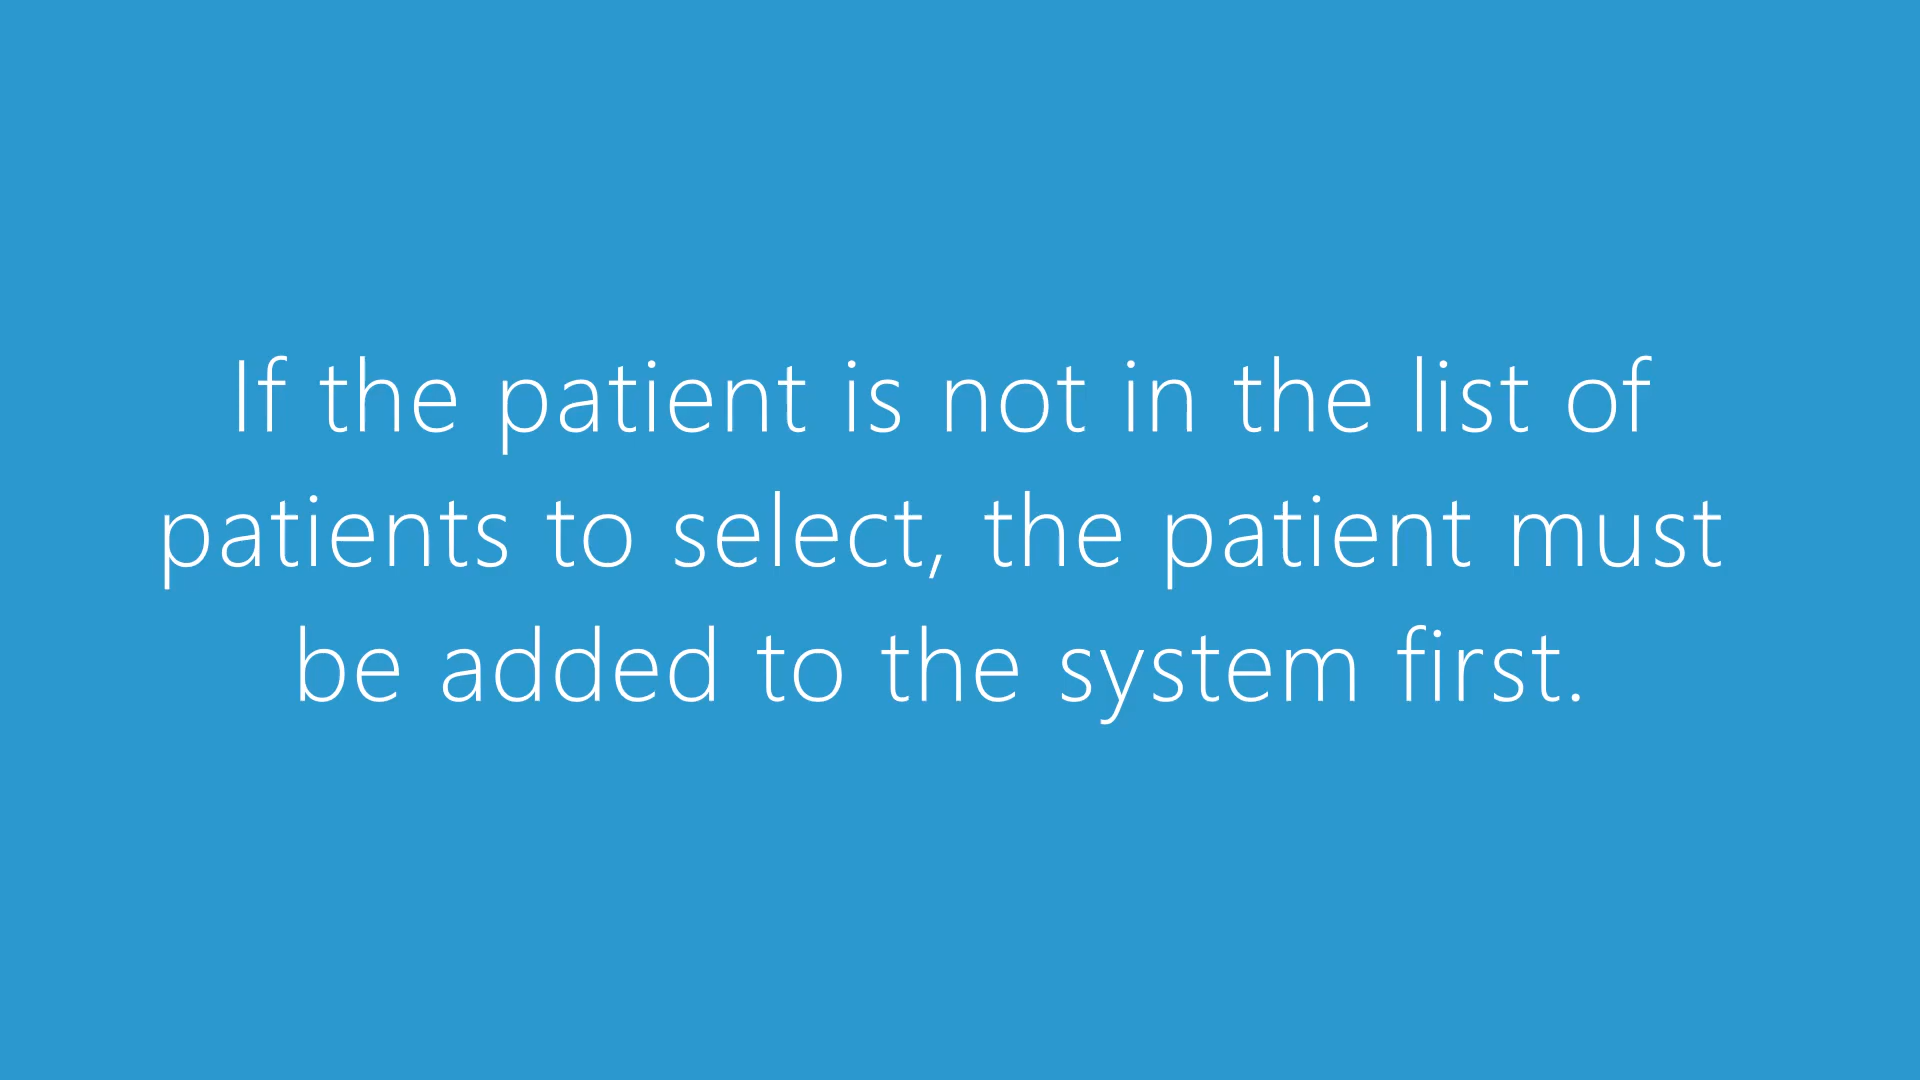 If the patient is not in the list of
patients to select, the patient must
be added to the system first.